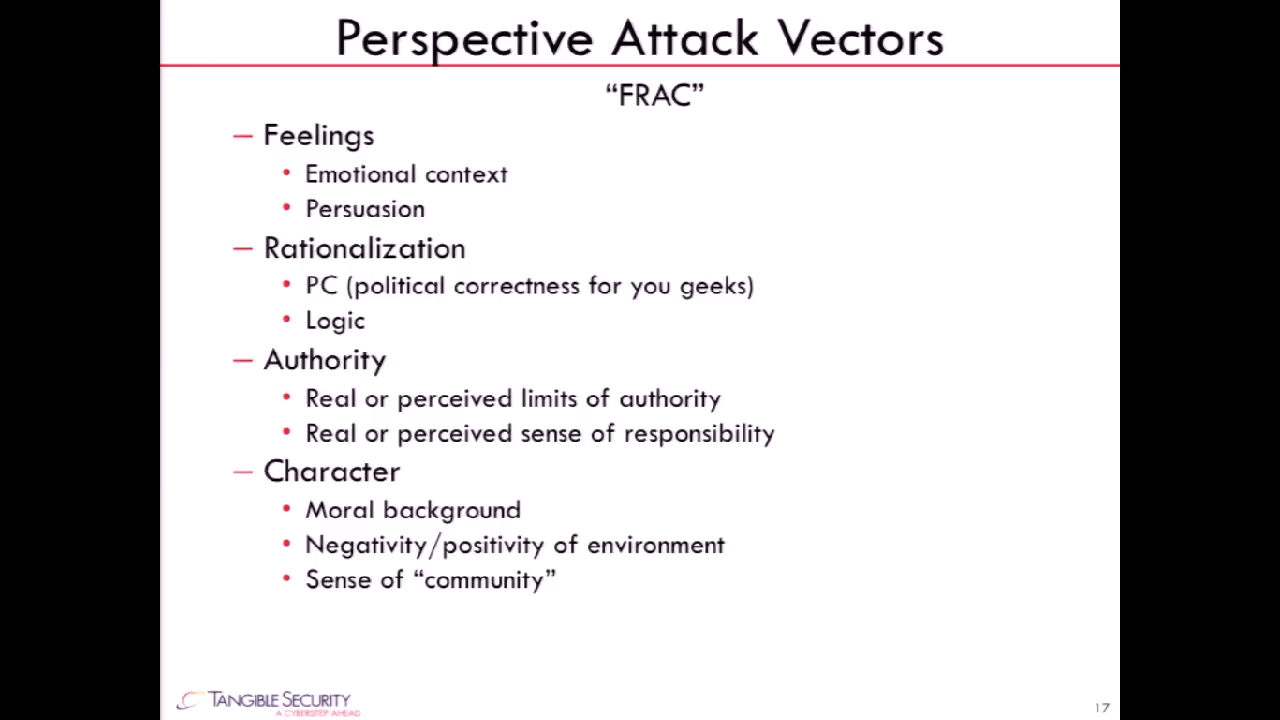 Perspective Attack Vectors
“FRAC”
– Feelings
• Emotional context
• Persuasion
– Rationalization
• PC (political correctness for you geeks)
• Logic
– Authority
• Real or perceived limits of authority
• Real or perceived sense of responsibility
– Character
• Moral background
• Negativity/positivity of environment
• Sense of “community”
TANGIBLE SECURITY
A CYBERSTEP AHEAD
17